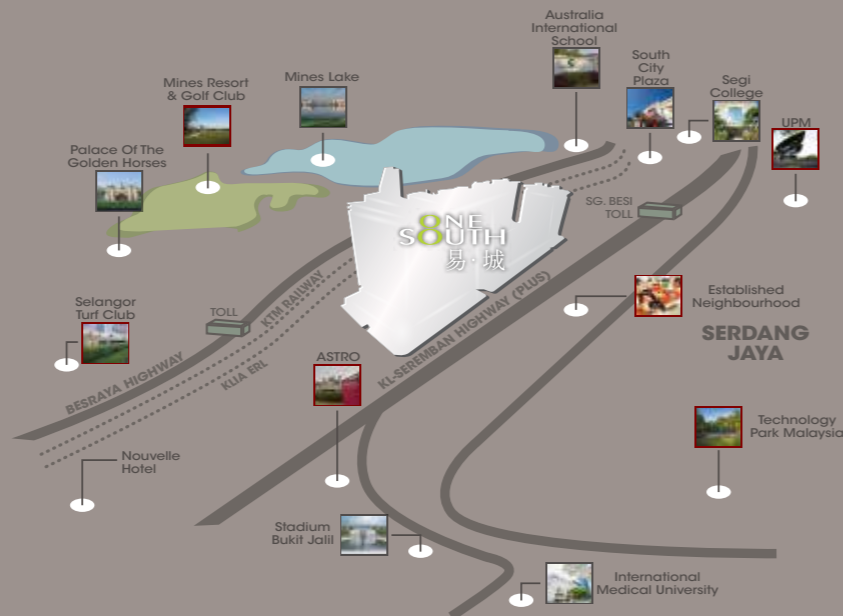 Australia
International
School
South
City
Plaza
Segi
College
UPM
Mines Resort
& Golf Club
Mines Lake
Palace Of The
Golden Horses
SG. BESI
TOLL
8NE
S8UTH
易·城
Established
Neighbourhood
SERDANG
JAYA
Selangor
Turf Club
TOLL
KTM RAILWAY
KLIA ERL
BESRAYA HIGHWAY
KL-SEREMBAN HIGHWAY (PLUS)
ASTRO
Technology
Park Malaysia
Nouvelle
Hotel
Stadium
Bukit Jalil
International
Medical University